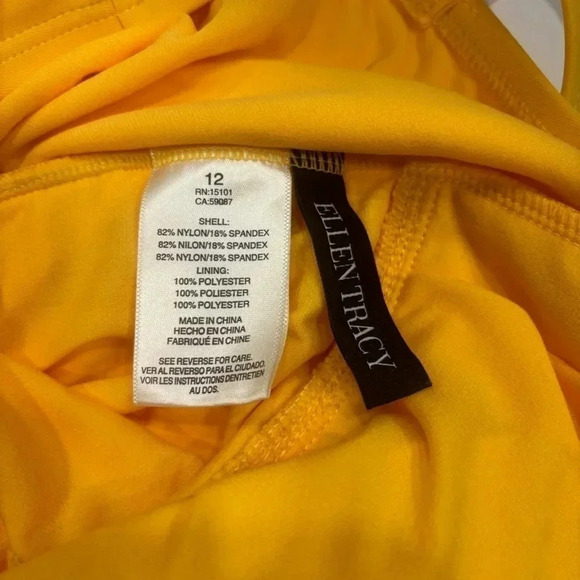 12
RN:15101
CA:59087
SHELL:
82% NYLON/18% SPANDEX
82% NILON/18% SPANDEX
82% NYLON/18% SPANDEX
LINING:
100% POLYESTER
100% POLIESTER
100% POLYESTER
MADE IN CHINA
HECHO EN CHINA
FABRIQUÉ EN CHINE
SEE REVERSE FOR CARE.
VER AL REVERSO PARA EL CIUDADO.
VOIR LES INSTRUCTIONS DENTRETIEN
AU DOS.
ELLEN TRACY